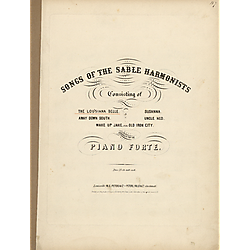 SONGS OF THE SABLE HARMONISTS
Consisting of
THE LOUISIANA BELLE. SUSANNA.
AWAY DOWN SOUTH. UNCLE NED.
WAKE UP JAKE, OR OLD IRON CITY.
PIANO FORTE.